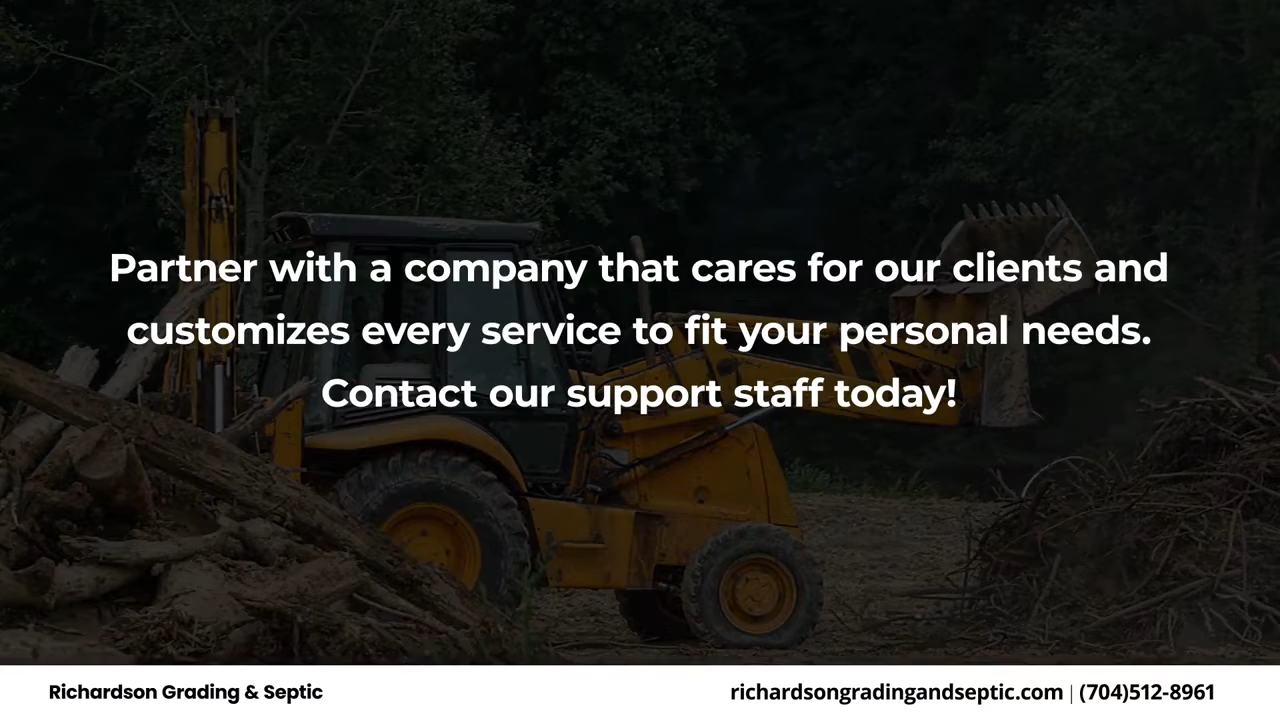 Partner with a company that cares for our clients and
customizes every service to fit your personal needs.
Contact our support staff today!
Richardson Grading & Septic
richardsongradingandseptic.com | (704)512-8961